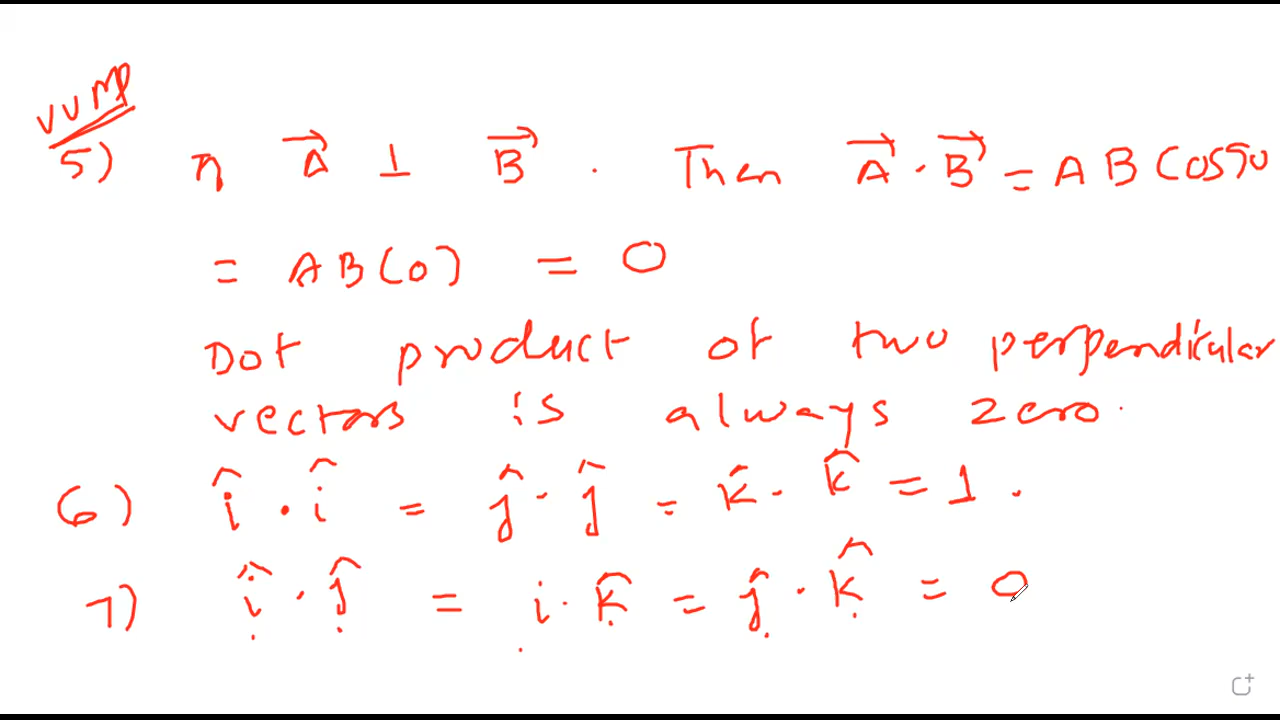 VVIMP
5) If A⃗ ⊥ B⃗ . Then A⃗ . B⃗ = A B Cos90
= A B (0) = 0
Dot product of two perpendicular
vectors is always zero.
6) î . î = ĵ . ĵ = k̂ . k̂ = 1 .
7) î . ĵ = i . k̂ = ĵ . k̂ = 0